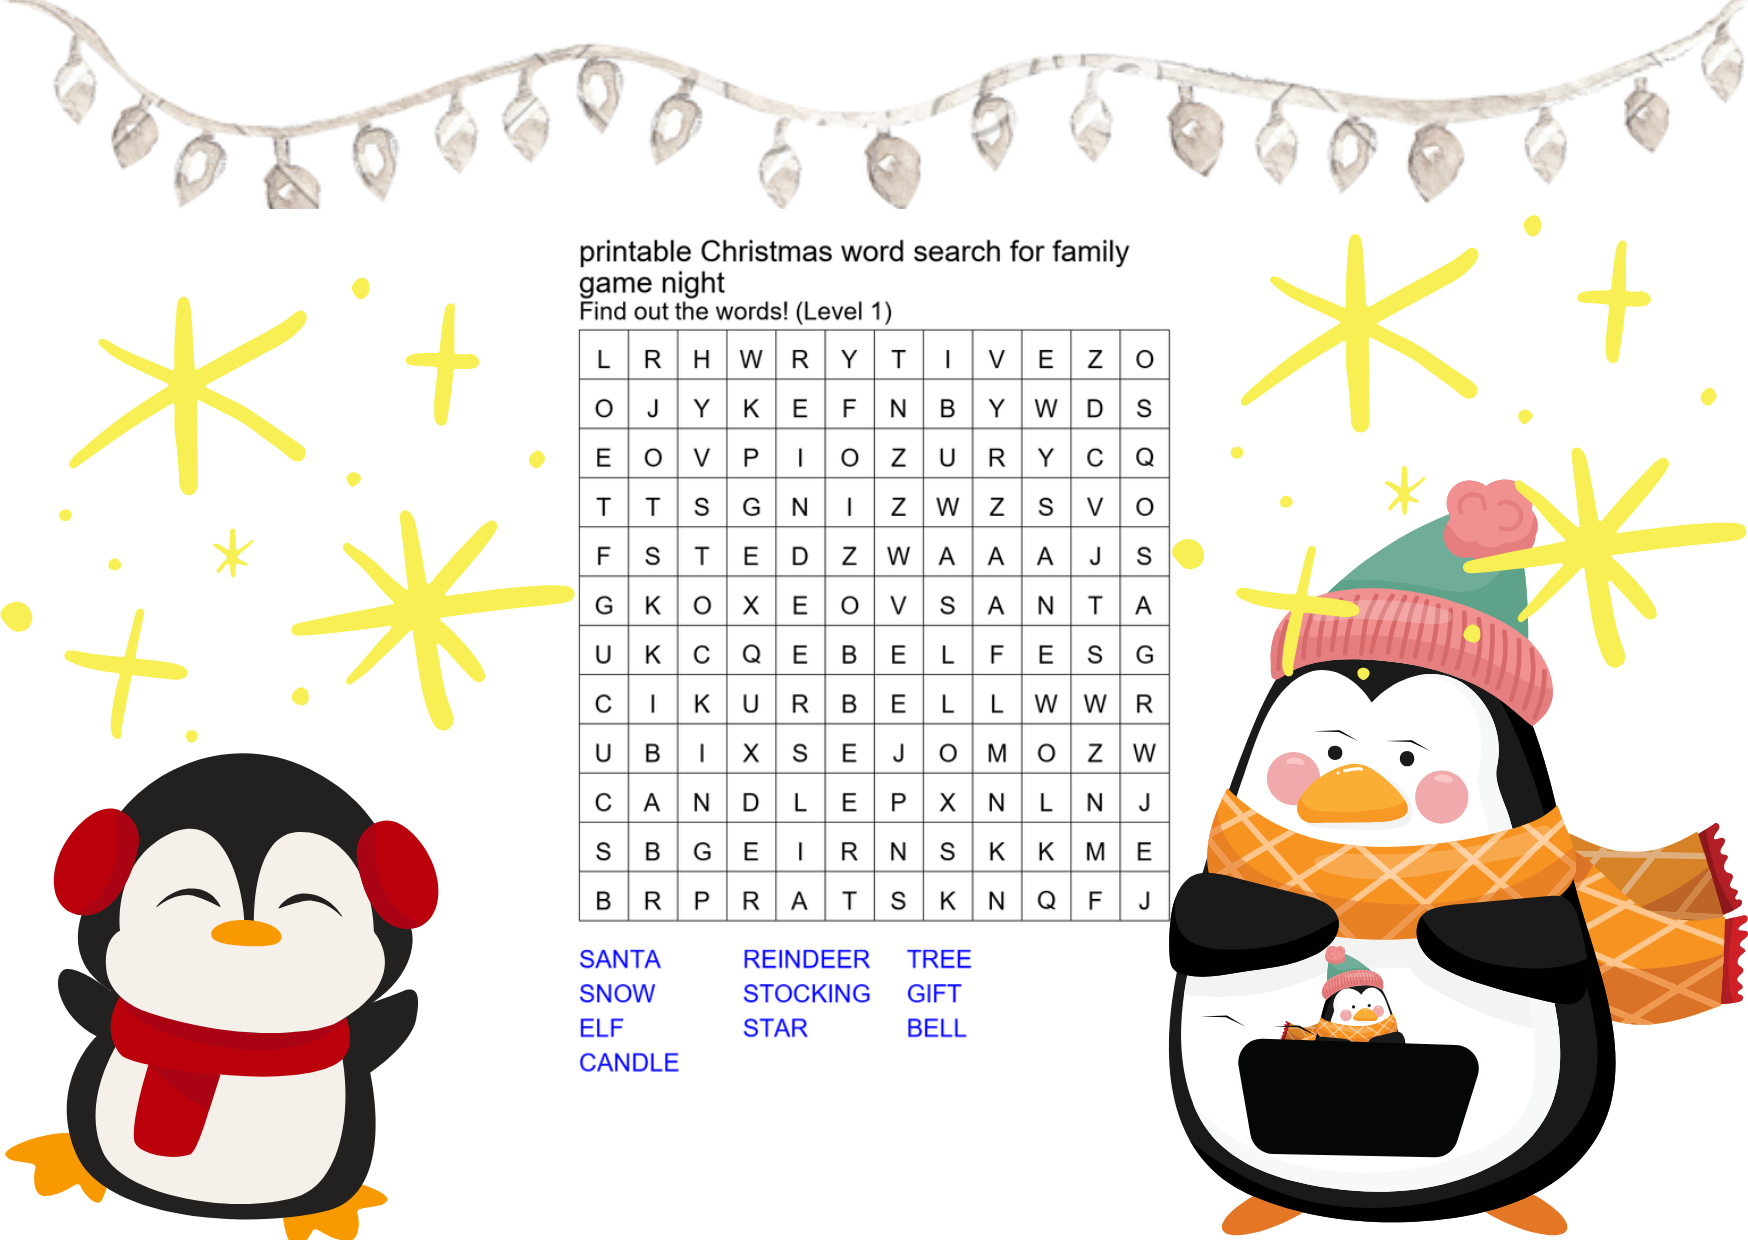 printable Christmas word search for family
game night
Find out the words! (Level 1)
L R H W R Y T I V E Z O
O J Y K E F N B Y W D S
E O V P I O Z U R Y C Q
T T S G N I Z W Z S V O
F S T E D Z W A A A J S
G K O X E O V S A N T A
U K C Q E B E L F E S G
C I K U R B E L L W W R
U B I X S E J O M O Z W
C A N D L E P X N L N J
S B G E I R N S K K M E
B R P R A T S K N Q F J
SANTA REINDEER TREE
SNOW STOCKING GIFT
ELF STAR BELL
CANDLE